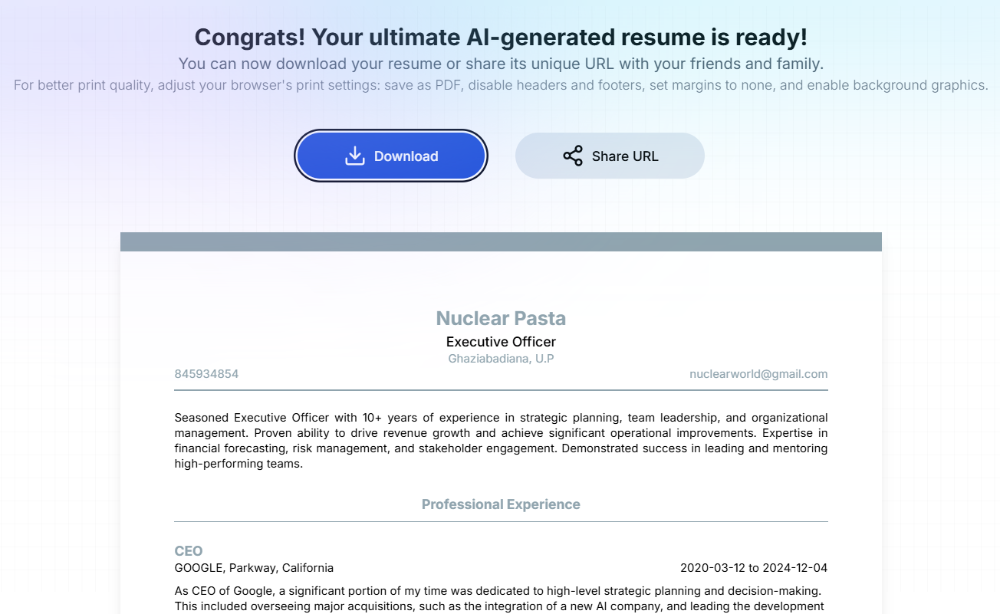 Congrats! Your ultimate AI-generated resume is ready!
You can now download your resume or share its unique URL with your friends and family.
For better print quality, adjust your browser's print settings: save as PDF, disable headers and footers, set margins to none, and enable background graphics.
Download
Share URL
Nuclear Pasta
Executive Officer
Ghaziabadiana, U.P
845934854
nuclearworld@gmail.com
Seasoned Executive Officer with 10+ years of experience in strategic planning, team leadership, and organizational
management. Proven ability to drive revenue growth and achieve significant operational improvements. Expertise in
financial forecasting, risk management, and stakeholder engagement. Demonstrated success in leading and mentoring
high-performing teams.
Professional Experience
CEO
GOOGLE, Parkway, California
2020-03-12 to 2024-12-04
As CEO of Google, a significant portion of my time was dedicated to high-level strategic planning and decision-making.
This included overseeing major acquisitions, such as the integration of a new AI company, and leading the development